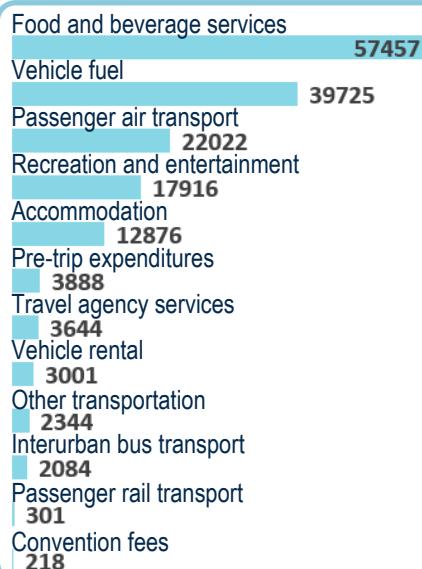 Food and beverage services
57457
Vehicle fuel
39725
Passenger air transport
22022
Recreation and entertainment
17916
Accommodation
12876
Pre-trip expenditures
3888
Travel agency services
3644
Vehicle rental
3001
Other transportation
2344
Interurban bus transport
2084
Passenger rail transport
301
Convention fees
218